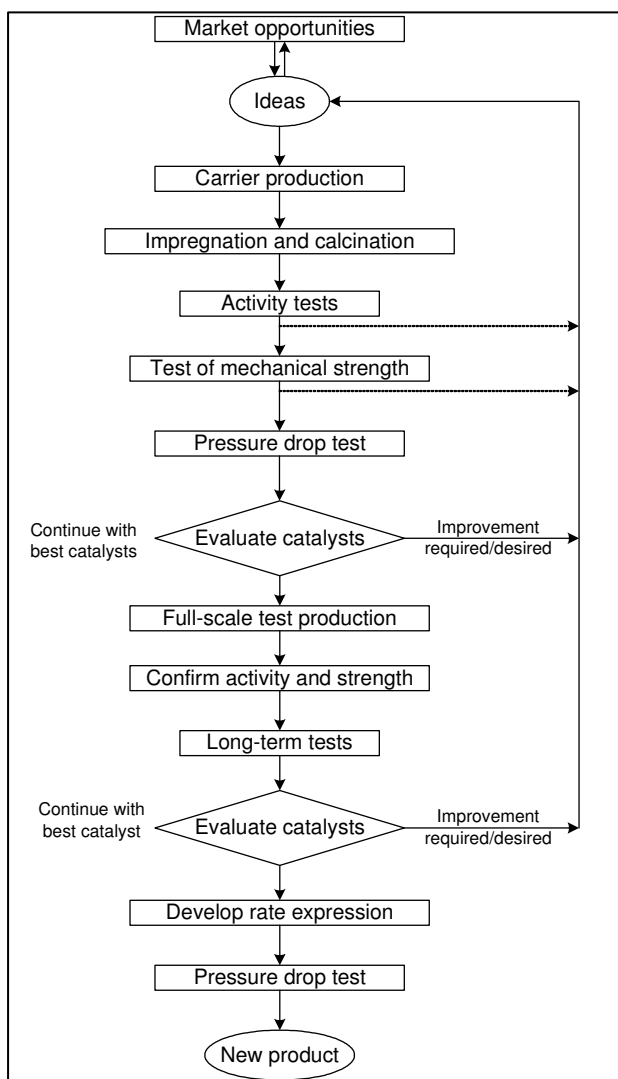 Market opportunities
Ideas
Carrier production
Impregnation and calcination
Activity tests
Test of mechanical strength
Pressure drop test
Continue with
best catalysts
Evaluate catalysts
Improvement
required/desired
Full-scale test production
Confirm activity and strength
Long-term tests
Continue with
best catalyst
Evaluate catalysts
Improvement
required/desired
Develop rate expression
Pressure drop test
New product